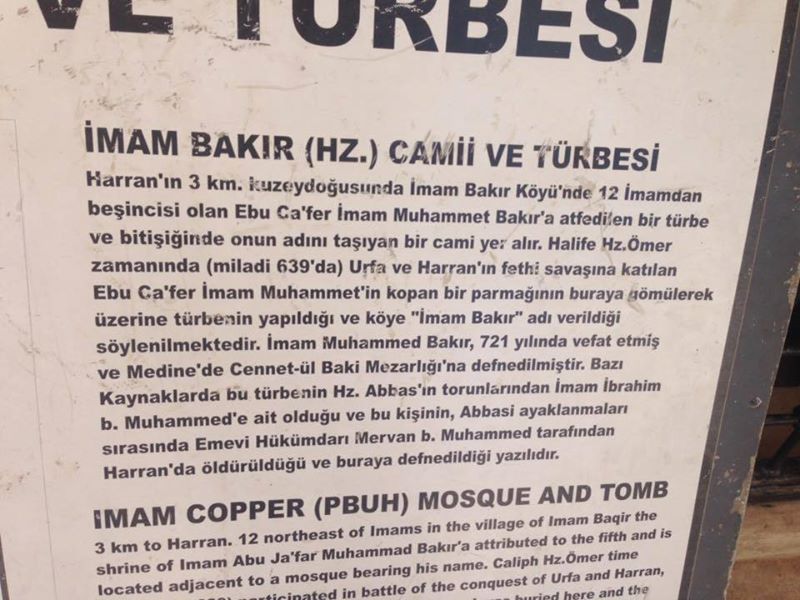 VE TÜRBESİ
İMAM BAKIR (HZ.) CAMİİ VE TÜRBESİ
Harran'ın 3 km. kuzeydoğusunda İmam Bakır Köyü'nde 12 İmamdan
beşincisi olan Ebu Ca'fer İmam Muhammet Bakır'a atfedilen bir türbe
ve bitişiğinde onun adını taşıyan bir cami yer alır. Halife Hz.Ömer
zamanında (miladi 639'da) Urfa ve Harran'ın fethi savaşına katılan
Ebu Ca'fer İmam Muhammet'in kopan bir parmağının buraya gömülerek
üzerine türbenin yapıldığı ve köye "İmam Bakır" adı verildiği
söylenilmektedir. İmam Muhammed Bakır, 721 yılında vefat etmiş
ve Medine'de Cennet-ül Baki Mezarlığı'na defnedilmiştir. Bazı
Kaynaklarda bu türbenin Hz. Abbas'ın torunlarından İmam İbrahim
b. Muhammed'e ait olduğu ve bu kişinin, Abbasi ayaklanmaları
sırasında Emevi Hükümdarı Mervan b. Muhammed tarafından
Harran'da öldürüldüğü ve buraya defnedildiği yazılıdır.
IMAM COPPER (PBUH) MOSQUE AND TOMB
3 km to Harran. 12 northeast of Imams in the village of Imam Baqir the
shrine of Imam Abu Ja'far Muhammad Bakır'a attributed to the fifth and is
located adjacent to a mosque bearing his name. Caliph Hz.Ömer time
participated in battle of the conquest of Urfa and Harran,
buried here and the